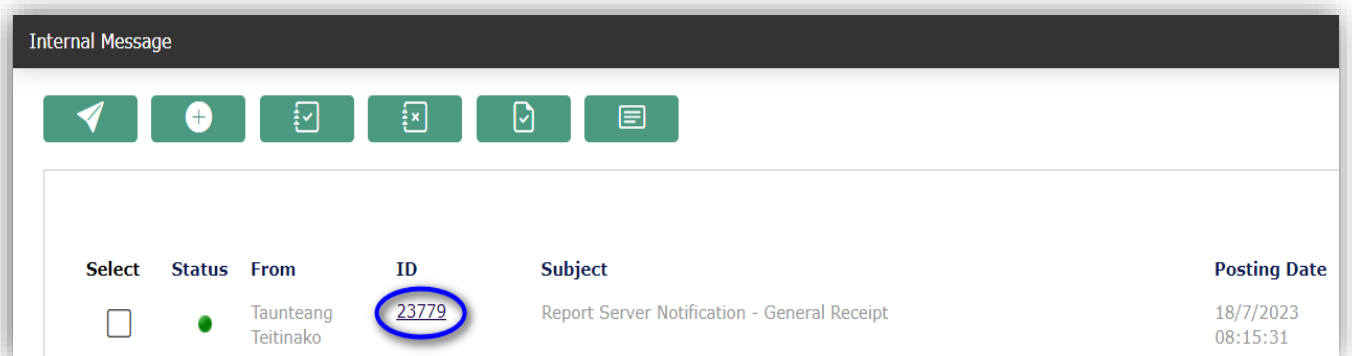 Internal Message
Select Status From ID Subject Posting Date
Taunteang 23779 Report Server Notification - General Receipt 18/7/2023
Teitinako 08:15:31